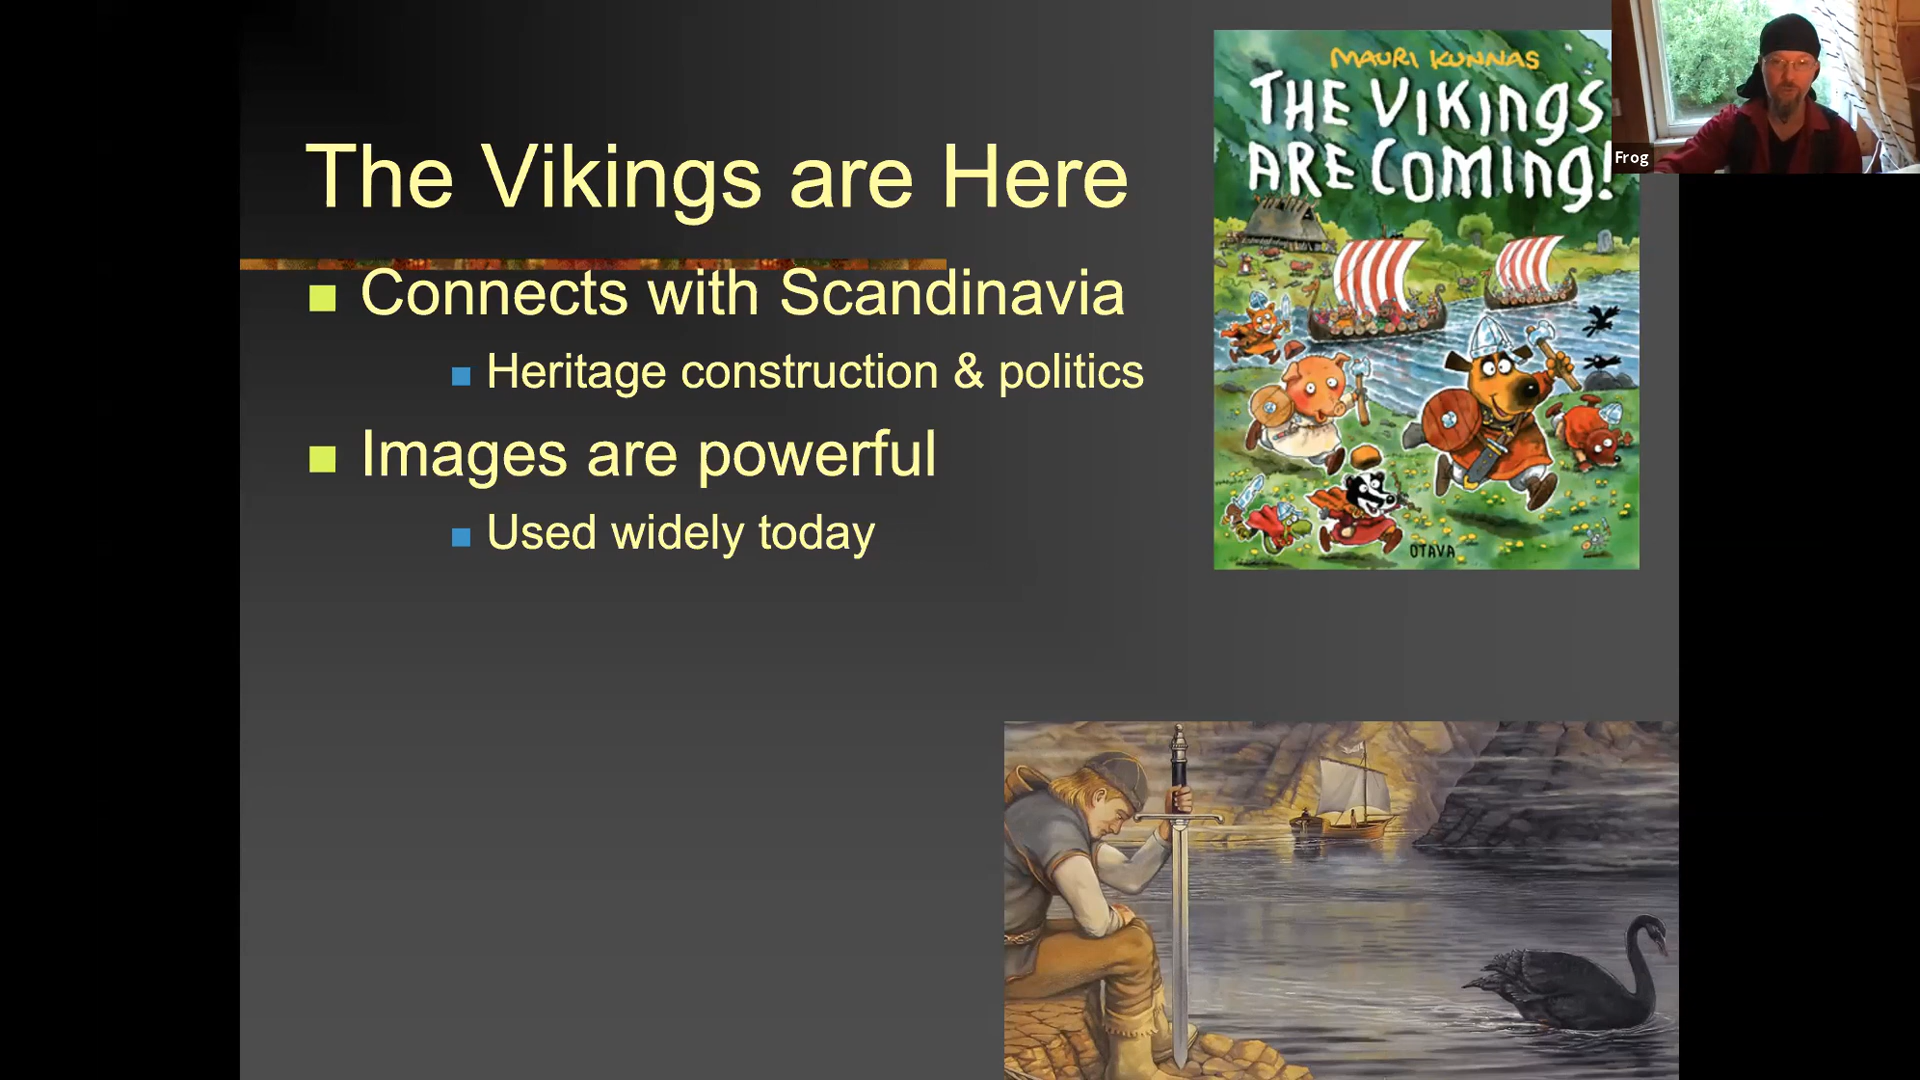 The Vikings are Here
Connects with Scandinavia
Heritage construction & politics
Images are powerful
Used widely today
MAURI KUNNAS
THE VIKINGS
ARE COMING!
OTAVA
Frog